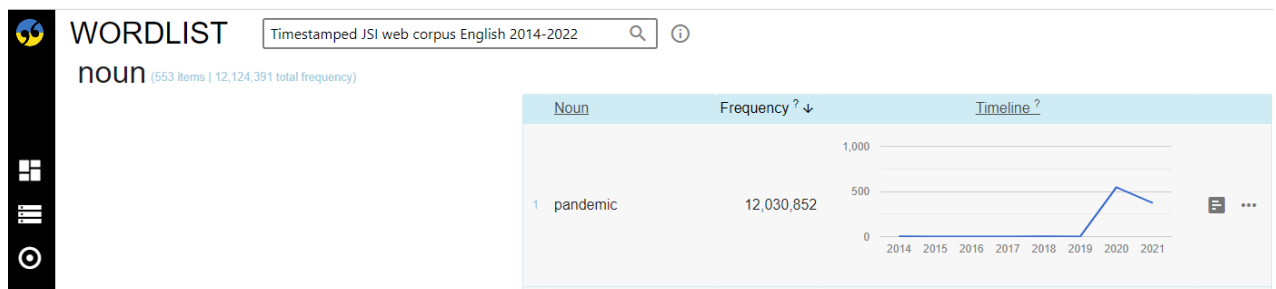 WORDLIST Timestamped JSI web corpus English 2014-2022
noun (553 items | 12,124,391 total frequency)
Noun Frequency ? ↓ Timeline ?
1,000
500
0
1 pandemic 12,030,852
2014 2015 2016 2017 2018 2019 2020 2021